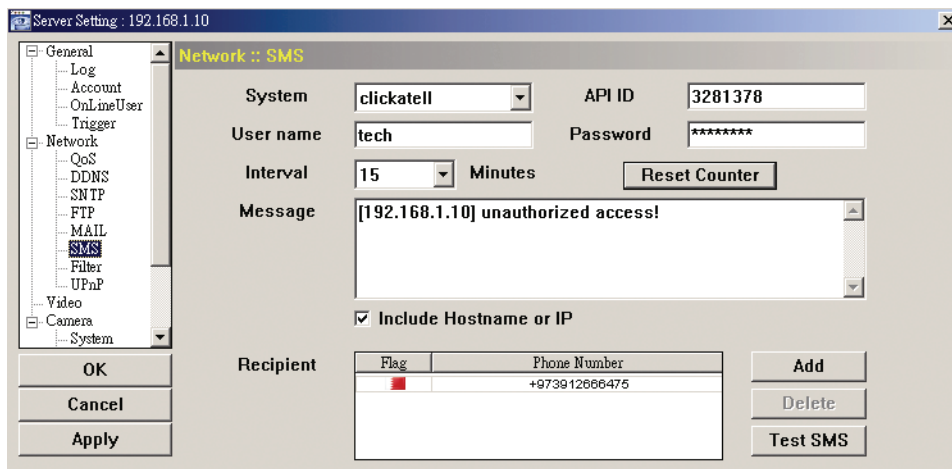 Server Setting : 192.168.1.10
General
Log
Account
OnLineUser
Trigger
Network
QoS
DDNS
SNTP
FTP
MAIL
SMS
Filter
UPnP
Video
Camera
System
OK
Cancel
Apply
Network :: SMS
System clickatell API ID 3281378
User name tech Password ********
Interval 15 Minutes Reset Counter
Message [192.168.1.10] unauthorized access!
Include Hostname or IP
Recipient Flag Phone Number Add
+973912666475
Delete
Test SMS